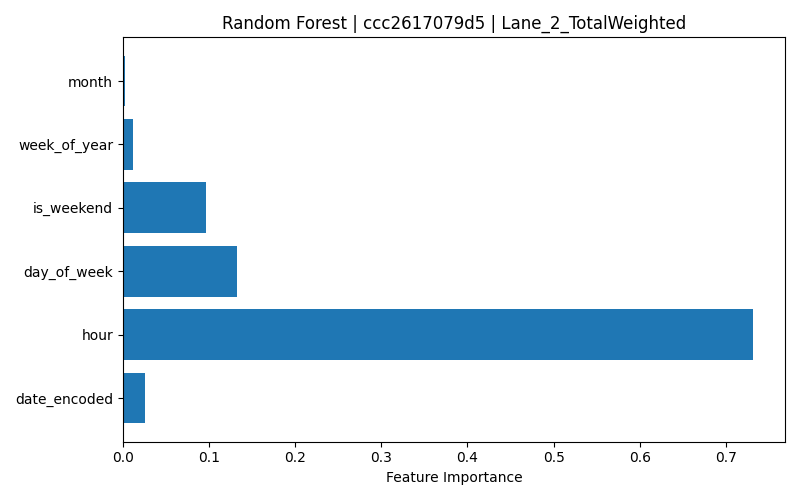 Random Forest | ccc2617079d5 | Lane_2_TotalWeighted
month
week_of_year
is_weekend
day_of_week
hour
date_encoded
0.0 0.1 0.2 0.3 0.4 0.5 0.6 0.7
Feature Importance